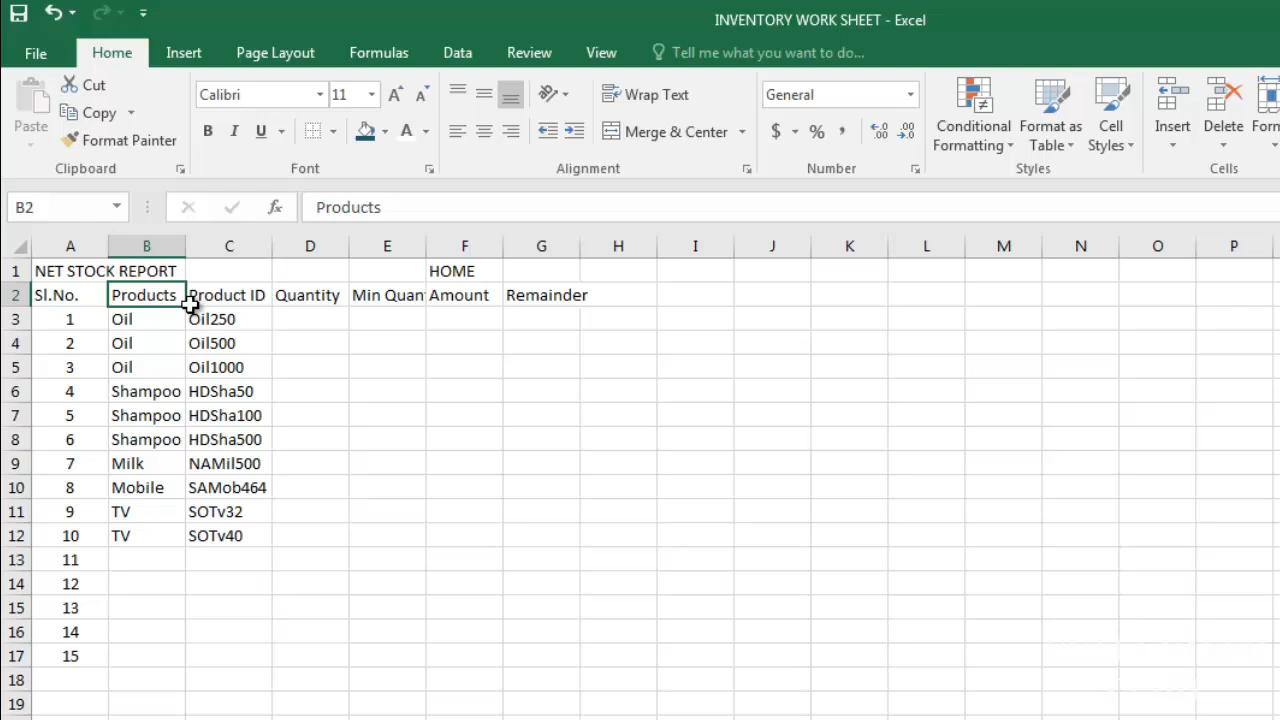 INVENTORY WORK SHEET - Excel
File Home Insert Page Layout Formulas Data Review View Tell me what you want to do...
Paste
Cut
Copy
Format Painter
Clipboard
Calibri 11
B I U A
Font
Wrap Text
Merge & Center
Alignment
General
$ %
Number
Conditional Formatting
Format as Table
Cell Styles
Styles
Insert Delete
Cells
B2 fx Products
A B C D E F G H I J K L M N O P
1 NET STOCK REPORT HOME
2 Sl.No. Products Product ID Quantity Min Quan Amount Remainder
3 1 Oil Oil250
4 2 Oil Oil500
5 3 Oil Oil1000
6 4 Shampoo HDSha50
7 5 Shampoo HDSha100
8 6 Shampoo HDSha500
9 7 Milk NAMil500
10 8 Mobile SAMob464
11 9 TV SOTv32
12 10 TV SOTv40
13 11
14 12
15 13
16 14
17 15
18
19